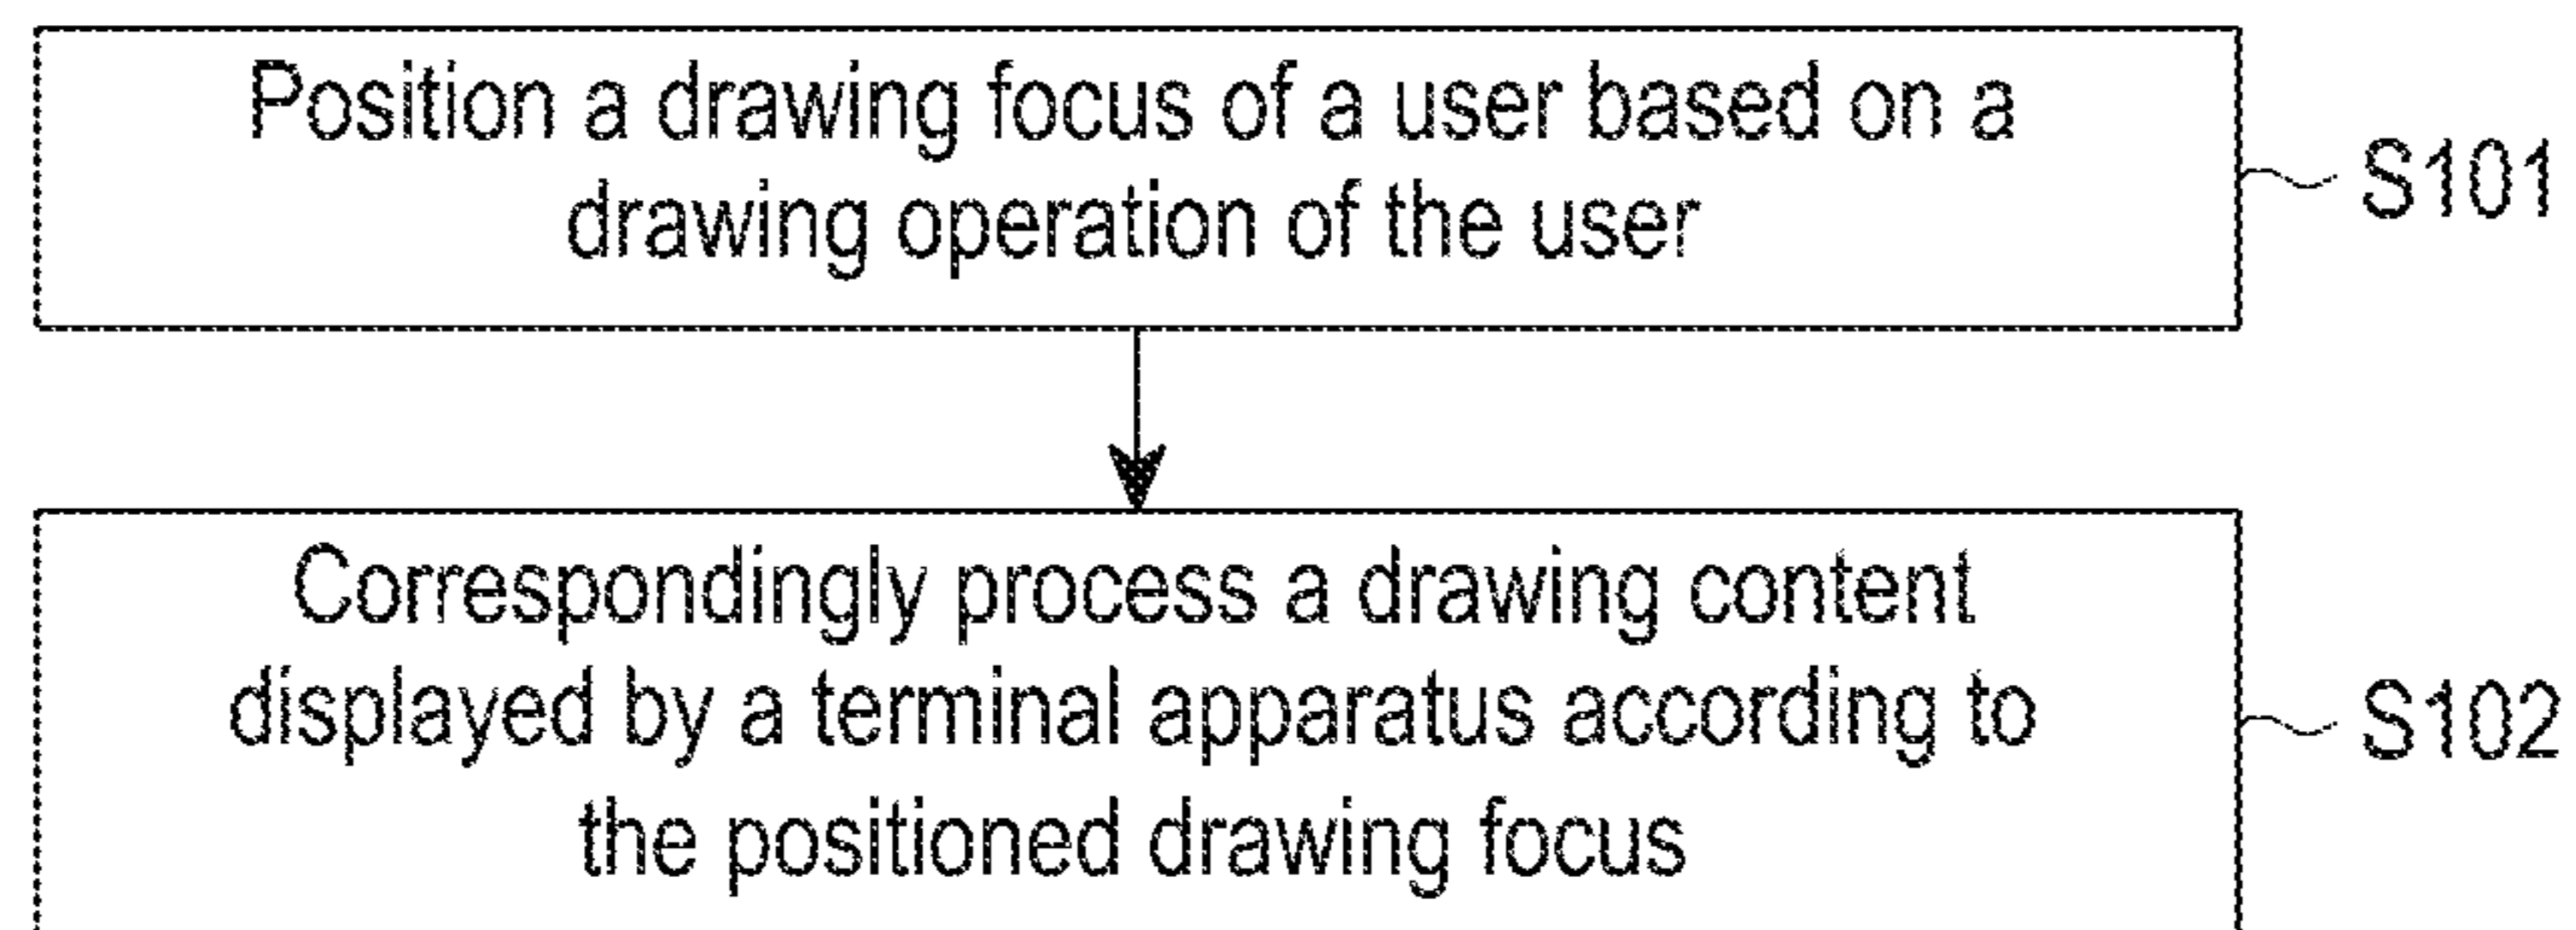 Position a drawing focus of a user based on a
drawing operation of the user
S101
Correspondingly process a drawing content
displayed by a terminal apparatus according to
the positioned drawing focus
S102